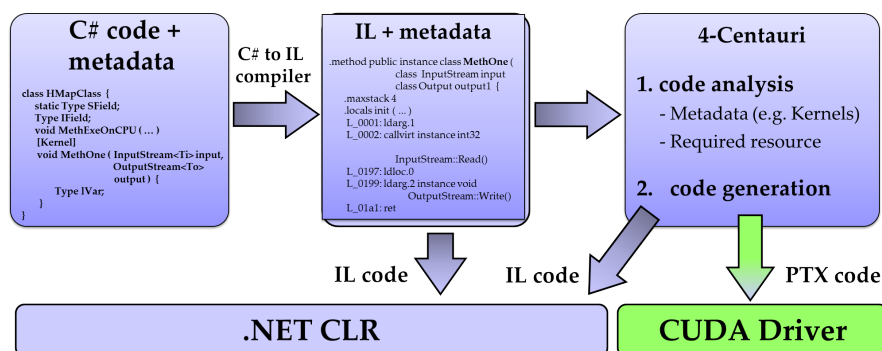 C# code +
metadata
class HMapClass {
static Type SField;
Type IField;
void MethExeOnCPU ( ... )
[Kernel]
void MethOne ( InputStream<Ti> input,
OutputStream<To>
output ) {
Type lVar;
}
}
C# to IL
compiler
IL + metadata
.method public instance class MethOne (
class InputStream input
class Output output1 {
.maxstack 4
.locals init ( ... )
L_0001: ldarg.1
L_0002: callvirt instance int32
InputStream::Read()
L_0197: ldloc.0
L_0199: ldarg.2 instance void
OutputStream::Write()
L_01a1: ret
4-Centauri
1. code analysis
- Metadata (e.g. Kernels)
- Required resource
2. code generation
IL code
IL code
PTX code
.NET CLR
CUDA Driver